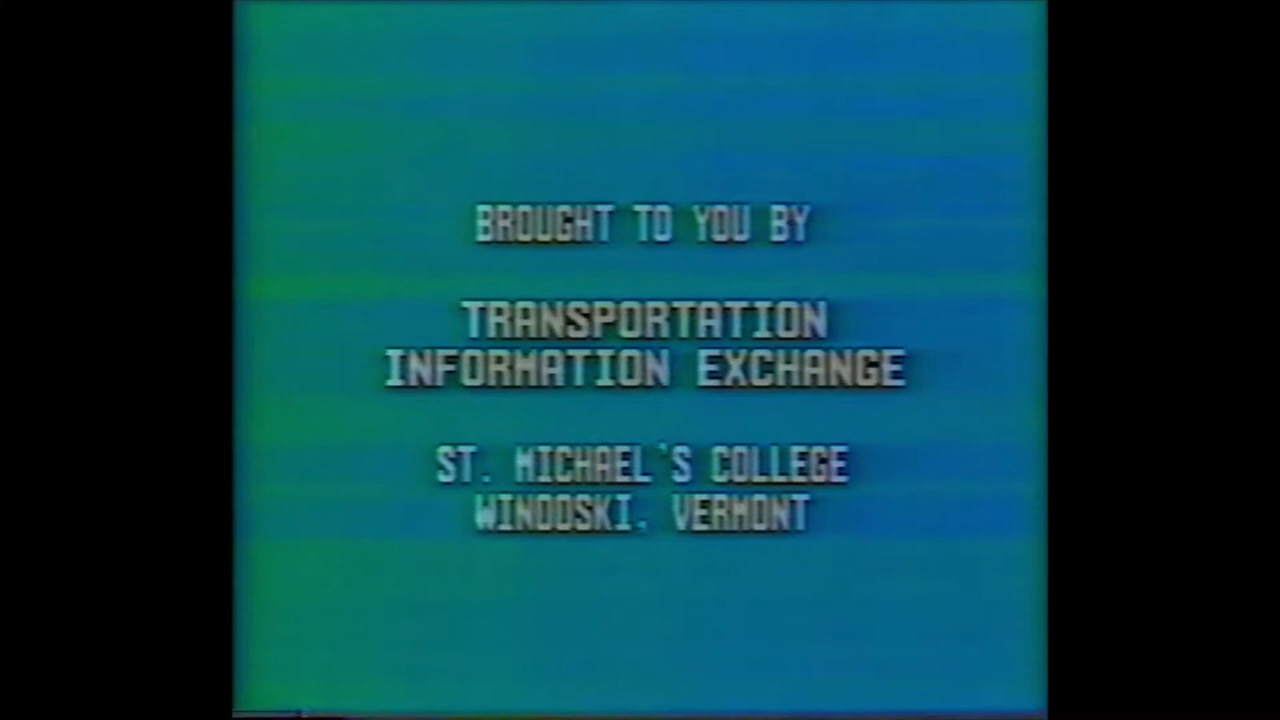 BROUGHT TO YOU BY
TRANSPORTATION
INFORMATION EXCHANGE
ST. MICHAEL'S COLLEGE
WINOOSKI, VERMONT